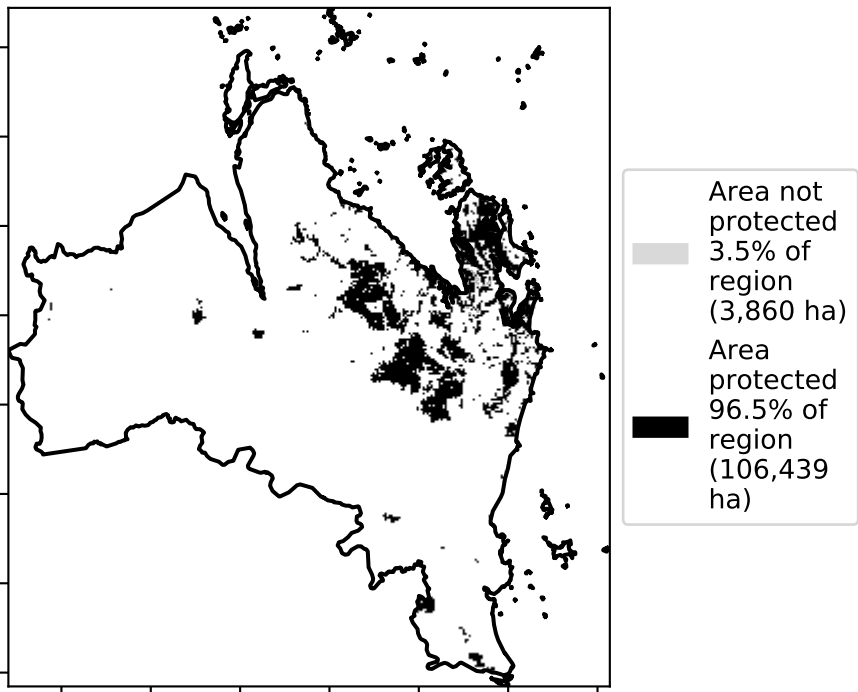 Area not
protected
3.5% of
region
(3,860 ha)
Area
protected
96.5% of
region
(106,439
ha)